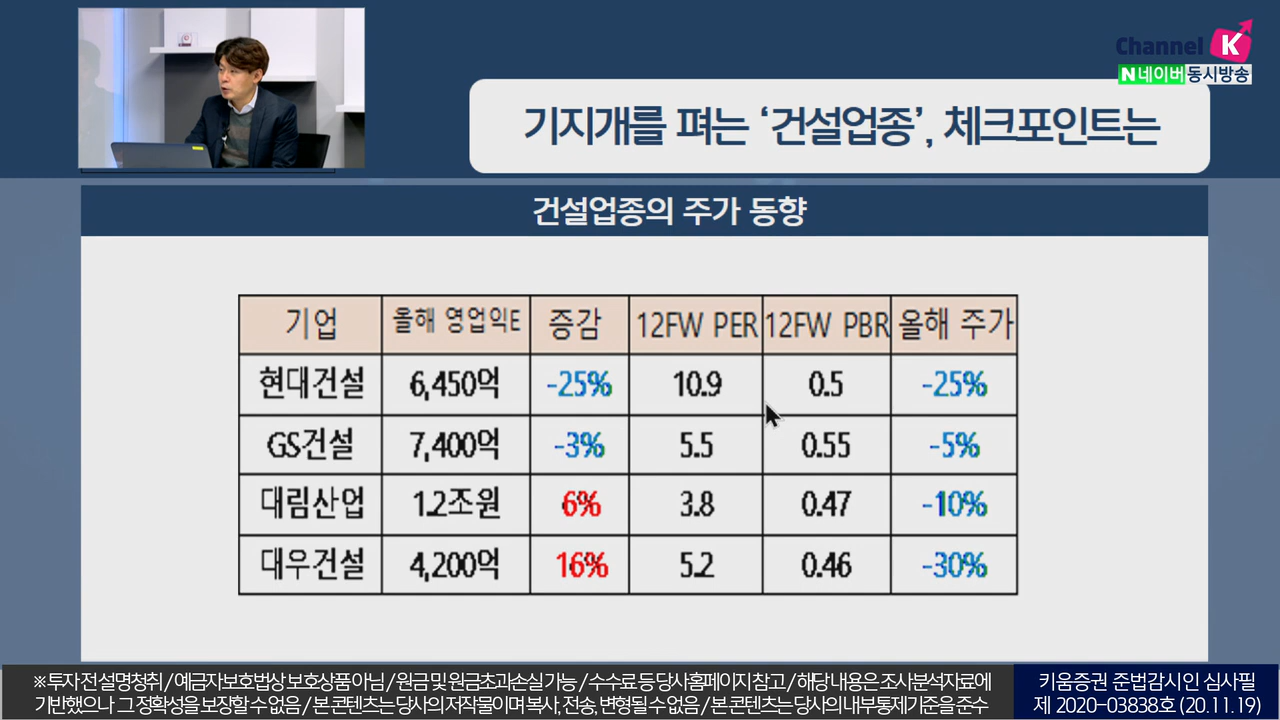 Channel K
N 네이버 동시방송
기지개를 펴는 ‘건설업종’, 체크포인트는
건설업종의 주가 동향
기업 올해 영업익E 증감 12FW PER 12FW PBR 올해 주가
현대건설 6,450억 -25% 10.9 0.5 -25%
GS건설 7,400억 -3% 5.5 0.55 -5%
대림산업 1.2조원 6% 3.8 0.47 -10%
대우건설 4,200억 16% 5.2 0.46 -30%
※ 투자 전 설명청취 / 예금자보호법상 보호상품 아님 / 원금 및 원금초과손실 가능 / 수수료 등 당사홈페이지 참고 / 해당 내용은 조사분석자료에
기반했으나 그 정확성을 보장할 수 없음 / 본 콘텐츠는 당사의 저작물이며 복사, 전송, 변형될 수 없음 / 본 콘텐츠는 당사의 내부통제기준을 준수
키움증권 준법감시인 심사필
제 2020-03838호 (20.11.19)